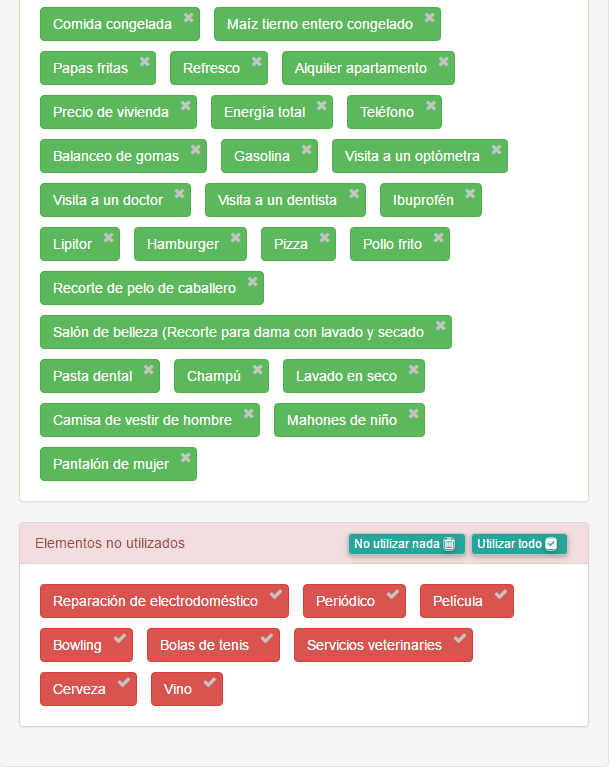 Comida congelada Maíz tierno entero congelado
Papas fritas Refresco Alquiler apartamento
Precio de vivienda Energía total Teléfono
Balanceo de gomas Gasolina Visita a un optómetra
Visita a un doctor Visita a un dentista Ibuprofén
Lipitor Hamburger Pizza Pollo frito
Recorte de pelo de caballero
Salón de belleza (Recorte para dama con lavado y secado
Pasta dental Champú Lavado en seco
Camisa de vestir de hombre Mahones de niño
Pantalón de mujer
Elementos no utilizados No utilizar nada Utilizar todo
Reparación de electrodoméstico Periódico Película
Bowling Bolas de tenis Servicios veterinaries
Cerveza Vino